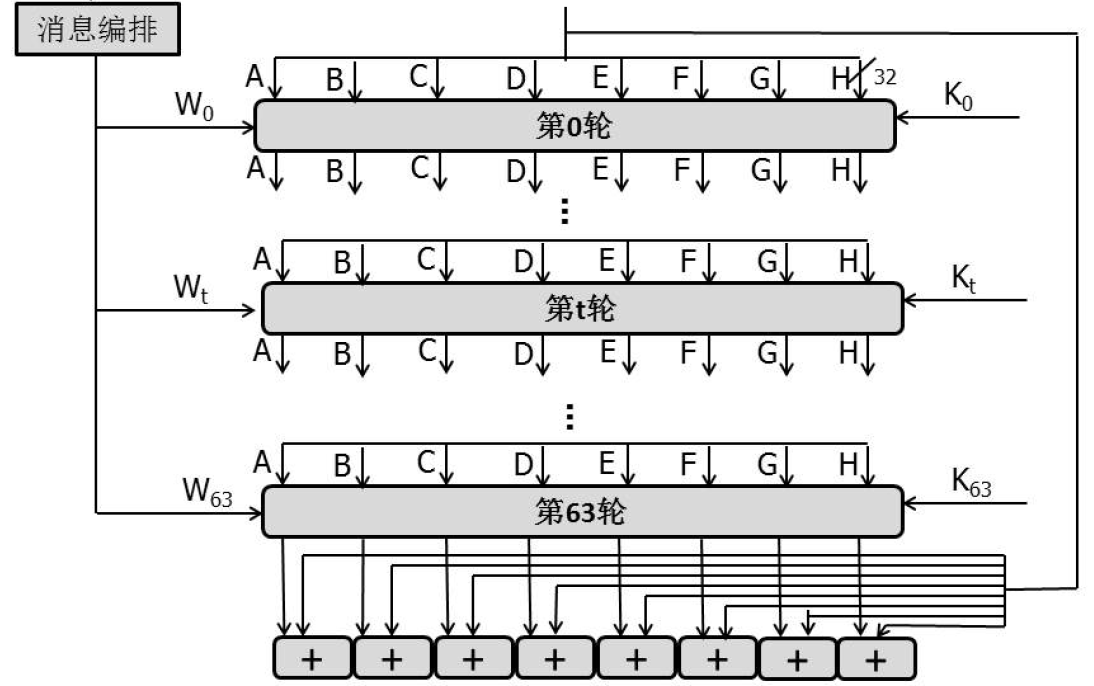 消息编排
A B C D E F G H 32
W0 第0轮 K0
A B C D E F G H
⋮
A B C D E F G H
Wt 第t轮 Kt
A B C D E F G H
⋮
A B C D E F G H
W63 第63轮 K63
+ + + + + + + +